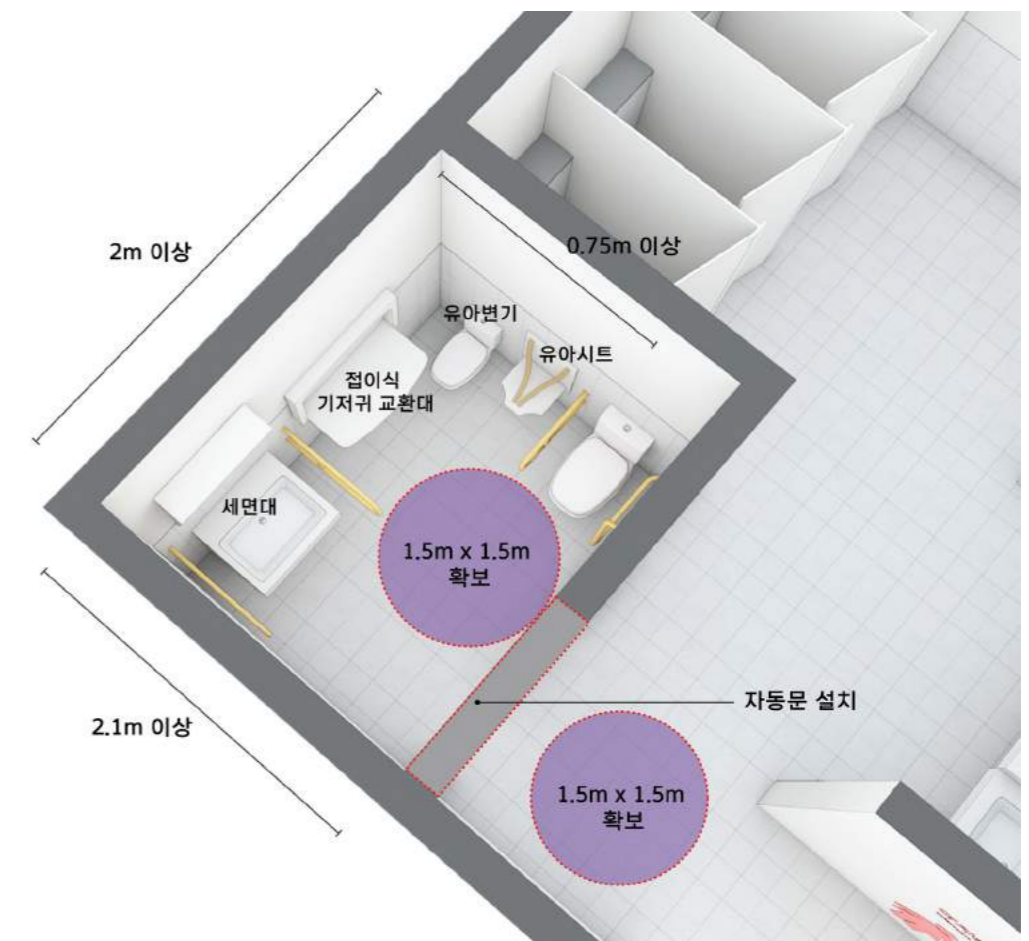 2m 이상
0.75m 이상
유아변기
유아시트
접이식
기저귀 교환대
세면대
1.5m x 1.5m
확보
자동문 설치
2.1m 이상
1.5m x 1.5m
확보